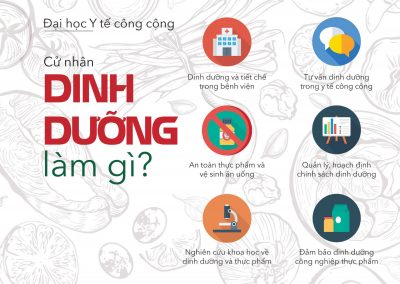 Đại học Y tế công cộng
Cử nhân
DINH
DƯỠNG
làm gì?
Dinh dưỡng và tiết chế
trong bệnh viện
Tư vấn dinh dưỡng
trong y tế công cộng
An toàn thực phẩm và
vệ sinh ăn uống
Quản lý, hoạch định
chính sách dinh dưỡng
Nghiên cứu khoa học về
dinh dưỡng và thực phẩm
Đảm bảo dinh dưỡng
công nghiệp thực phẩm